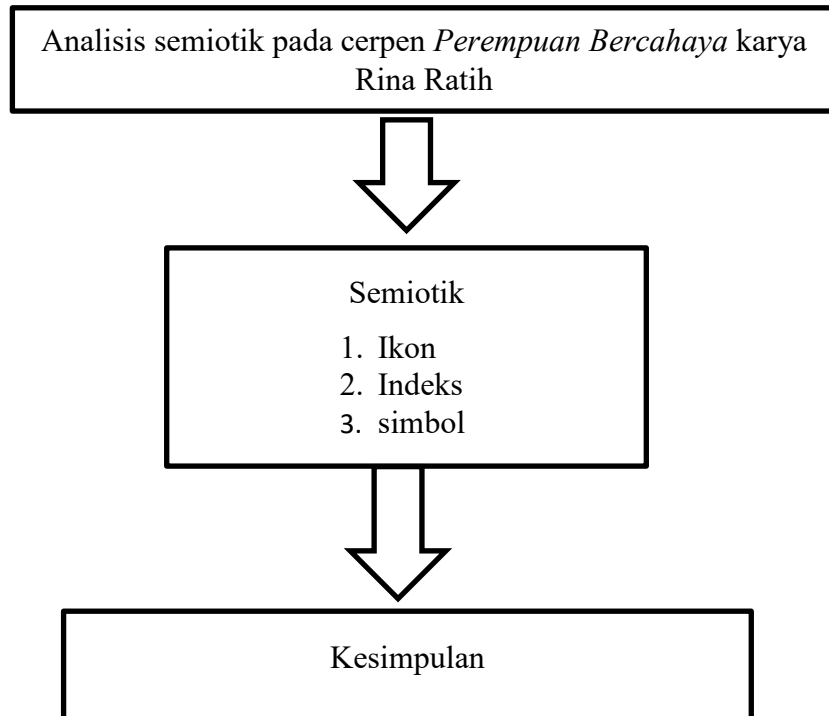 Analisis semiotik pada cerpen Perempuan Bercahaya karya
Rina Ratih
Semiotik
1. Ikon
2. Indeks
3. simbol
Kesimpulan